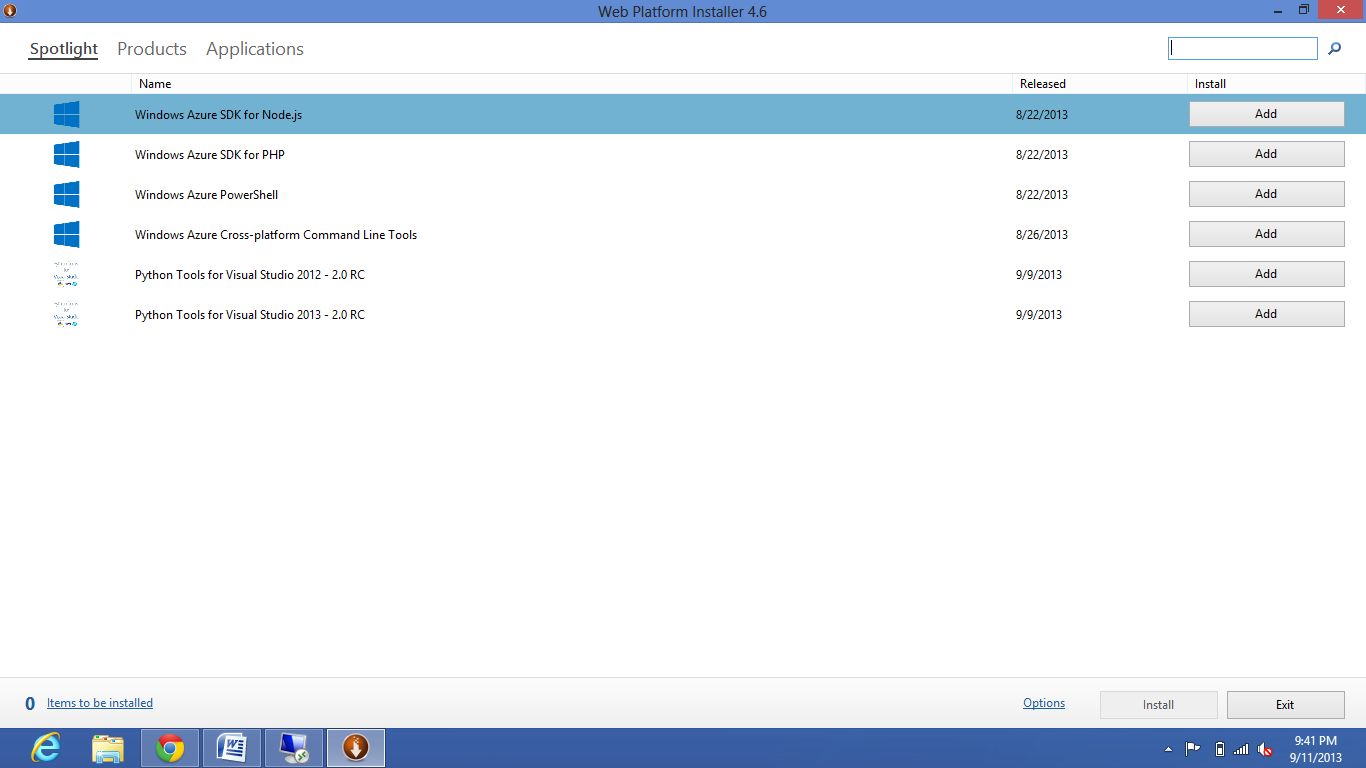 Web Platform Installer 4.6
Spotlight Products Applications
Name Released Install
Windows Azure SDK for Node.js 8/22/2013 Add
Windows Azure SDK for PHP 8/22/2013 Add
Windows Azure PowerShell 8/22/2013 Add
Windows Azure Cross-platform Command Line Tools 8/26/2013 Add
Python Tools for Visual Studio 2012 - 2.0 RC 9/9/2013 Add
Python Tools for Visual Studio 2013 - 2.0 RC 9/9/2013 Add
0 Items to be installed Options Install Exit
9:41 PM
9/11/2013